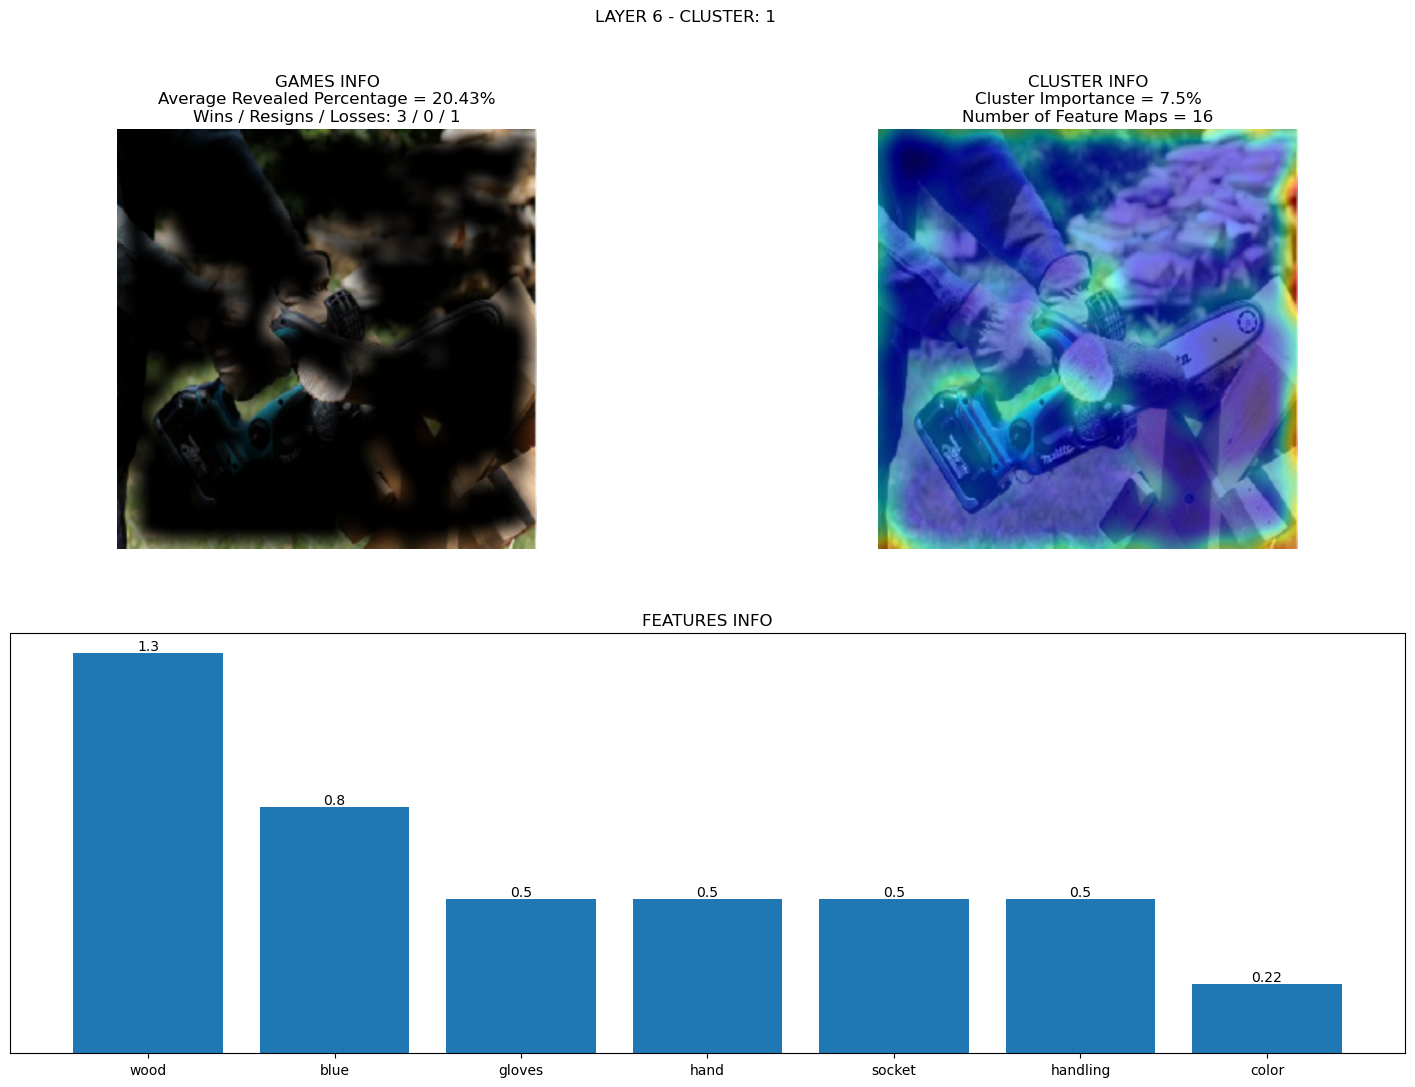 LAYER 6 - CLUSTER: 1
GAMES INFO
Average Revealed Percentage = 20.43%
Wins / Resigns / Losses: 3 / 0 / 1
CLUSTER INFO
Cluster Importance = 7.5%
Number of Feature Maps = 16
FEATURES INFO
1.3
0.8
0.5
0.5
0.5
0.5
0.22
wood
blue
gloves
hand
socket
handling
color